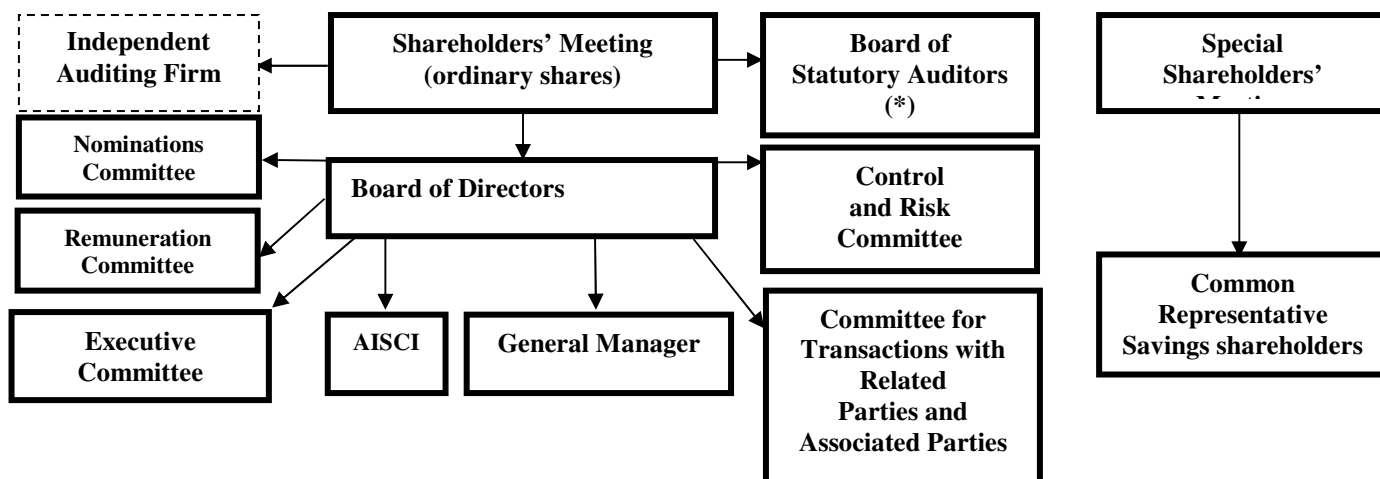 Independent
Auditing Firm
Shareholders’ Meeting
(ordinary shares)
Board of
Statutory Auditors
(*)
Special
Shareholders’
Nominations
Committee
Board of Directors
Control
and Risk
Committee
Remuneration
Committee
Executive
Committee
AISCI
General Manager
Committee for
Transactions with
Related
Parties and
Associated Parties
Common
Representative
Savings shareholders